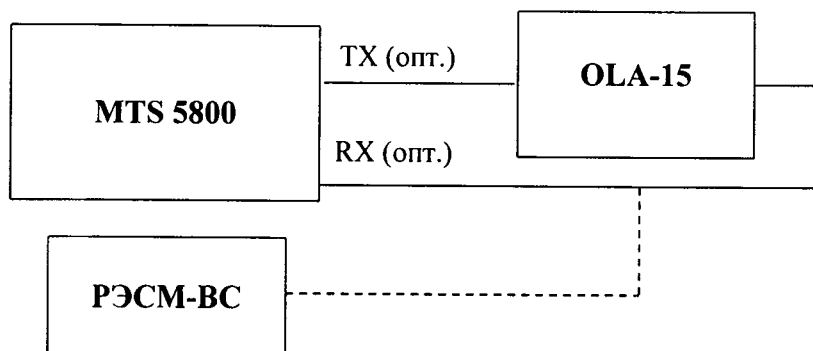 TX (опт.)
OLA-15
MTS 5800
RX (опт.)
РЭСМ-ВС